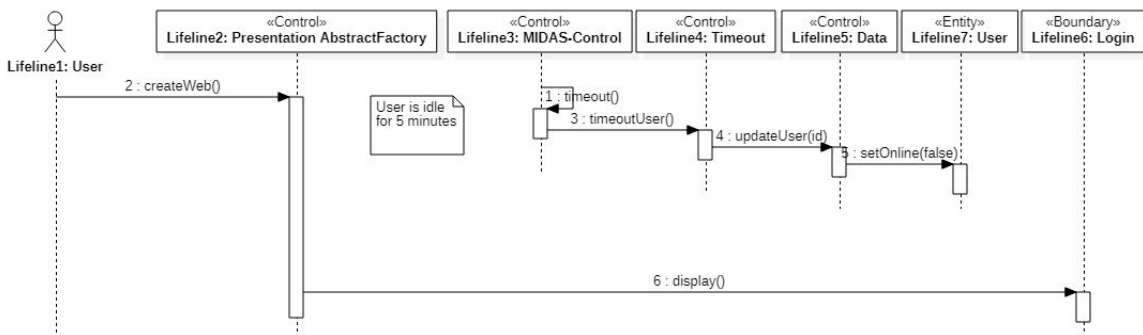 «Control»
Lifeline2: Presentation AbstractFactory
«Control»
Lifeline3: MIDAS-Control
«Control»
Lifeline4: Timeout
«Control»
Lifeline5: Data
«Entity»
Lifeline7: User
«Boundary»
Lifeline6: Login
Lifeline1: User
2 : createWeb()
User is idle
for 5 minutes
1 : timeout()
3 : timeoutUser()
4 : updateUser(id)
5 : setOnline(false)
6 : display()